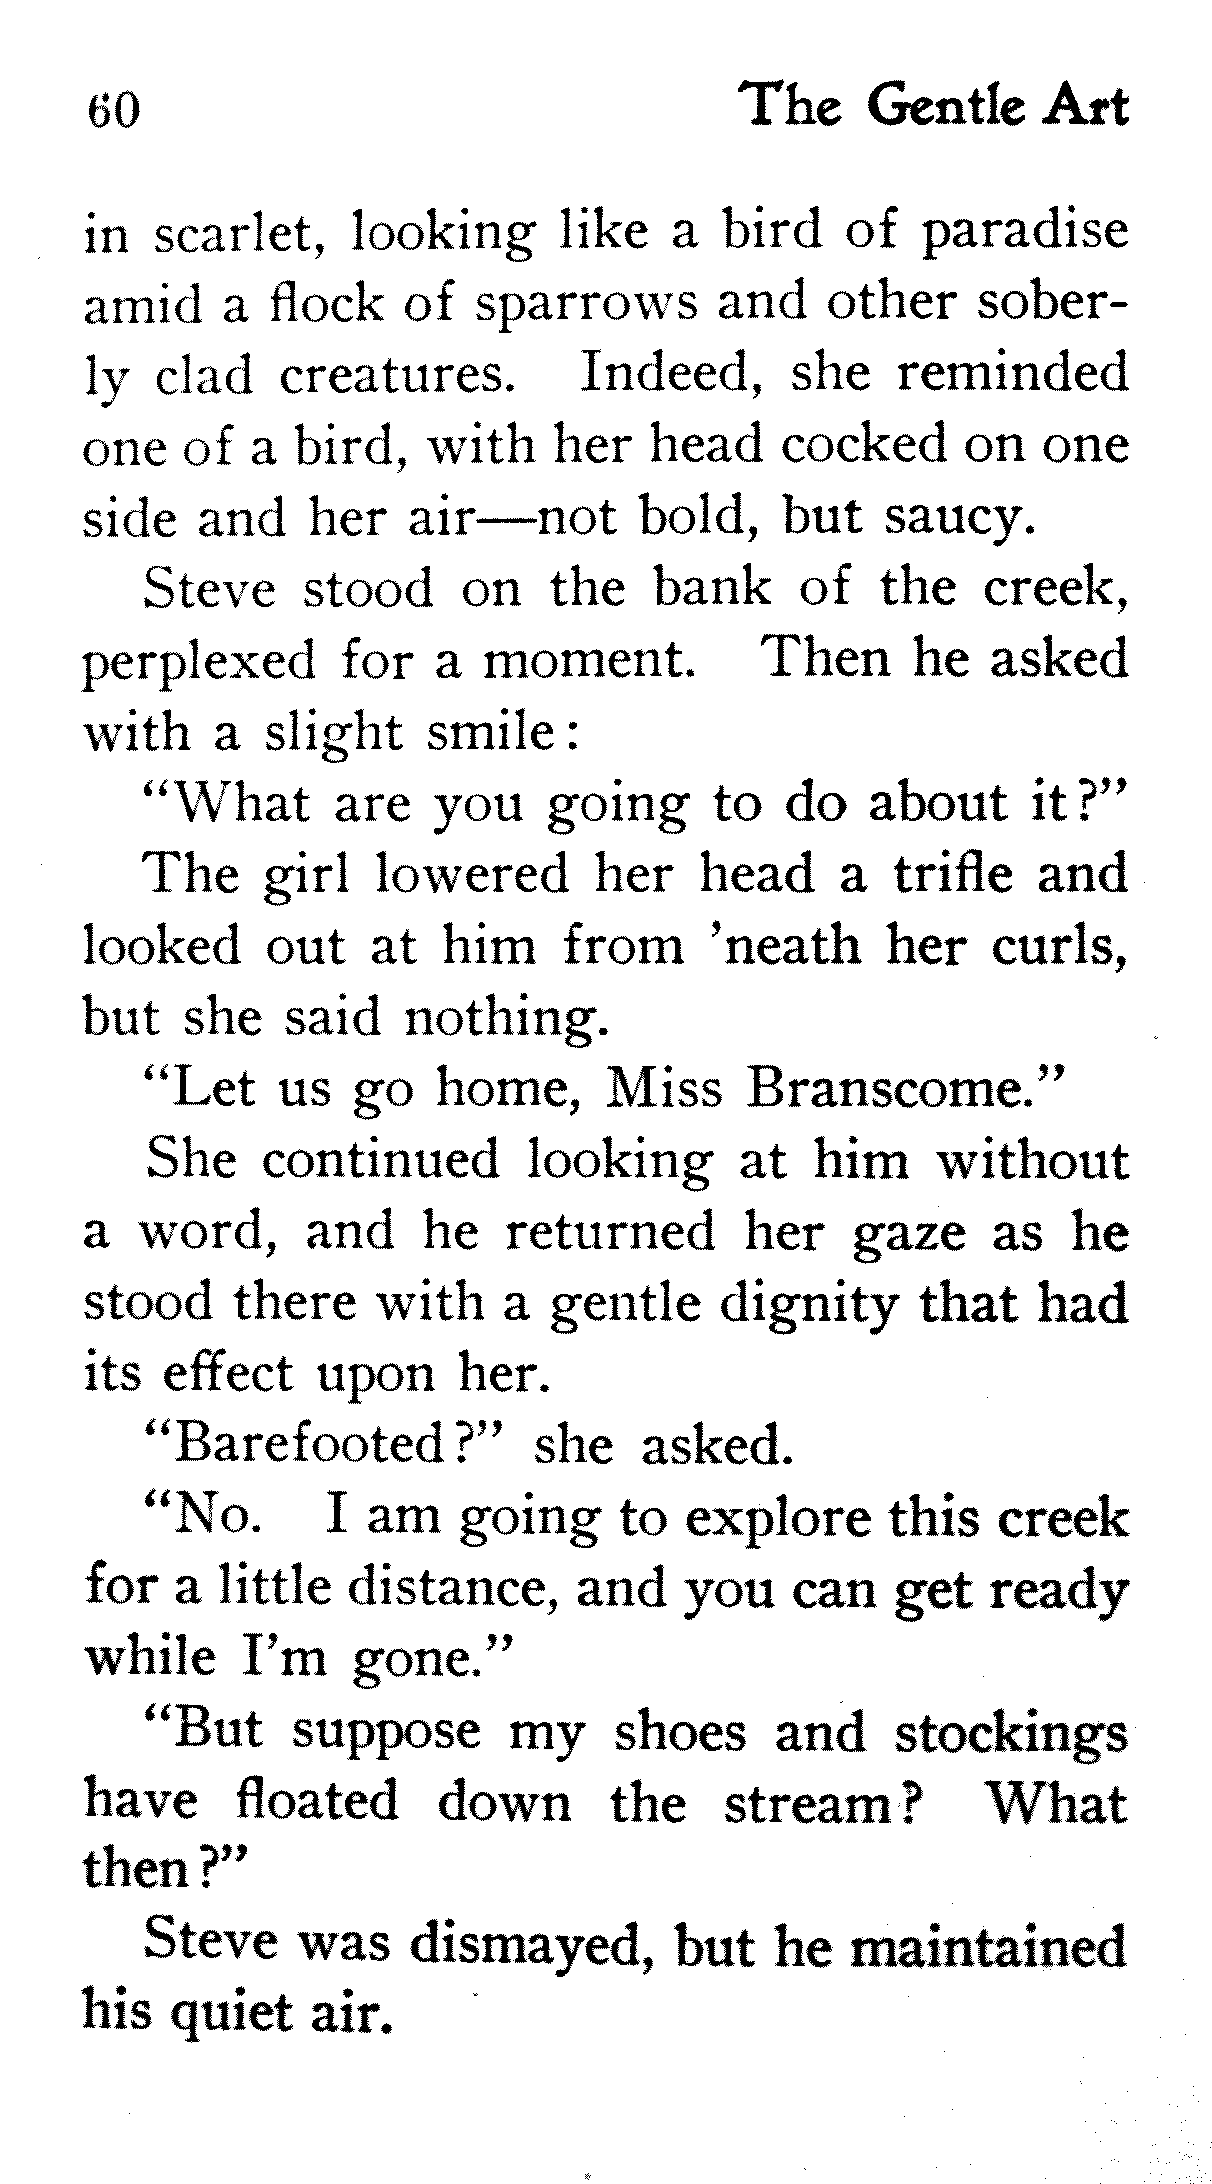 60 The Gentle Art
in scarlet, looking like a bird of paradise
amid a flock of sparrows and other sober-
ly clad creatures. Indeed, she reminded
one of a bird, with her head cocked on one
side and her air—not bold, but saucy.
Steve stood on the bank of the creek,
perplexed for a moment. Then he asked
with a slight smile:
“What are you going to do about it?”
The girl lowered her head a trifle and
looked out at him from ’neath her curls,
but she said nothing.
“Let us go home, Miss Branscome.”
She continued looking at him without
a word, and he returned her gaze as he
stood there with a gentle dignity that had
its effect upon her.
“Barefooted?” she asked.
“No. I am going to explore this creek
for a little distance, and you can get ready
while I’m gone.”
“But suppose my shoes and stockings
have floated down the stream? What
then?”
Steve was dismayed, but he maintained
his quiet air.